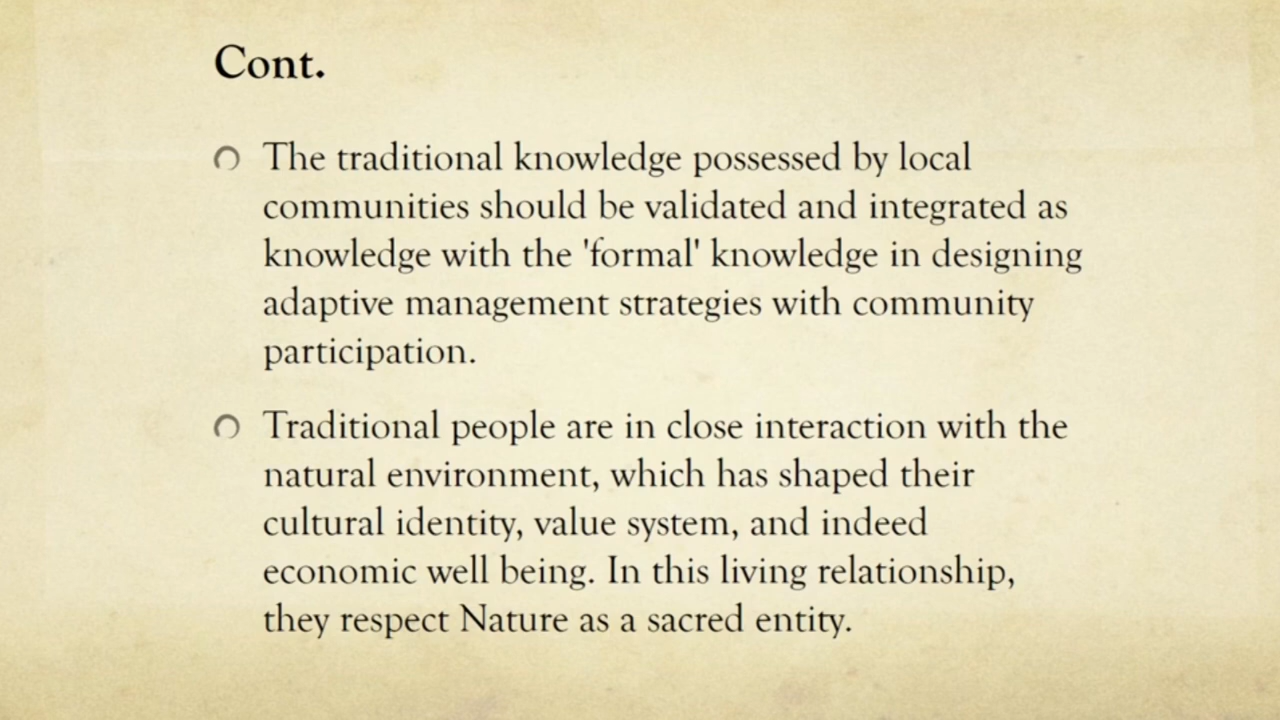 Cont.
The traditional knowledge possessed by local
communities should be validated and integrated as
knowledge with the 'formal' knowledge in designing
adaptive management strategies with community
participation.
Traditional people are in close interaction with the
natural environment, which has shaped their
cultural identity, value system, and indeed
economic well being. In this living relationship,
they respect Nature as a sacred entity.